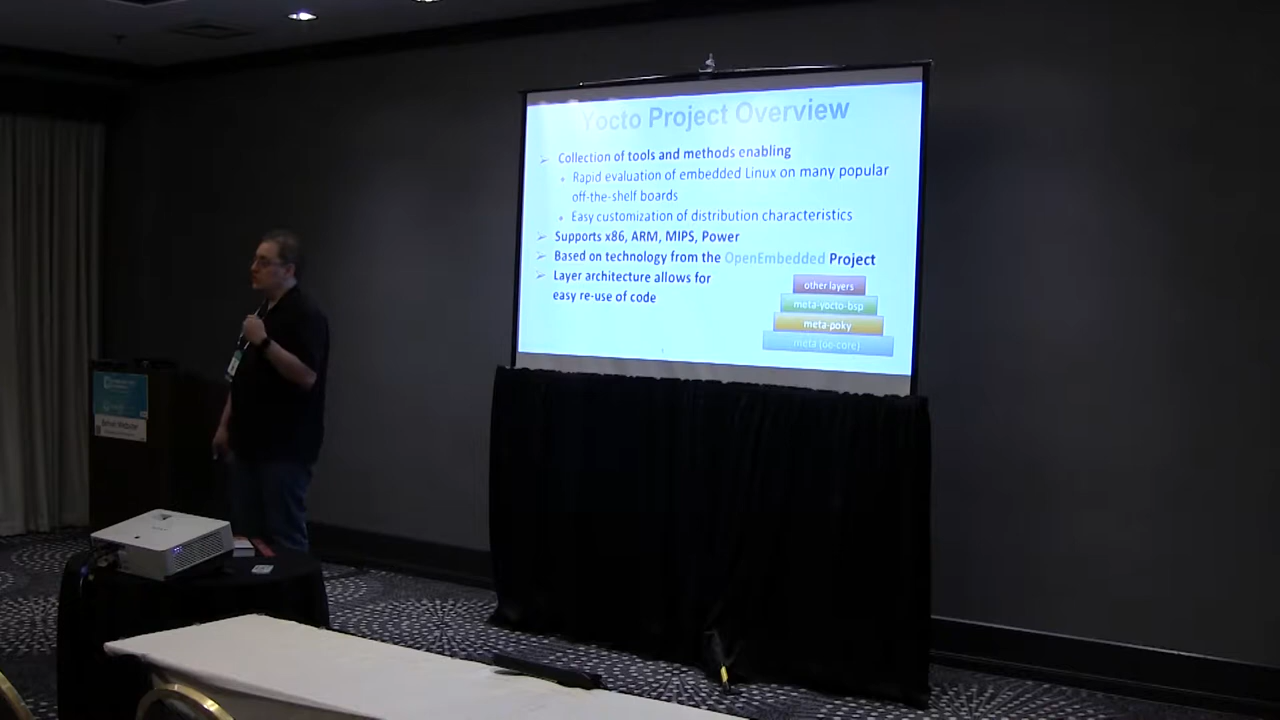 Yocto Project Overview
Collection of tools and methods enabling
Rapid evaluation of embedded Linux on many popular
off-the-shelf boards
Easy customization of distribution characteristics
Supports x86, ARM, MIPS, Power
Based on technology from the OpenEmbedded Project
Layer architecture allows for
easy re-use of code
other layers
meta-yocto-bsp
meta-poky
meta (oe-core)